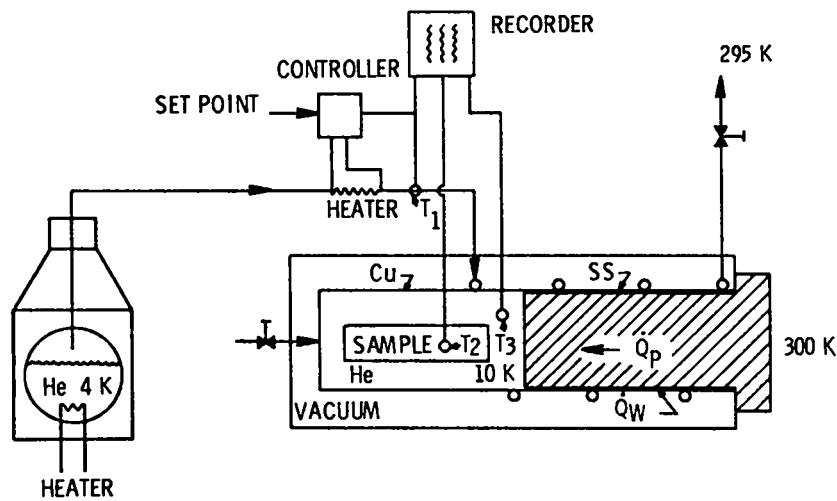 RECORDER
CONTROLLER
295 K
SET POINT
HEATER
T1
Cu
SS
SAMPLE
T2
T3
He
10 K
Qp
300 K
He 4 K
VACUUM
QW
HEATER